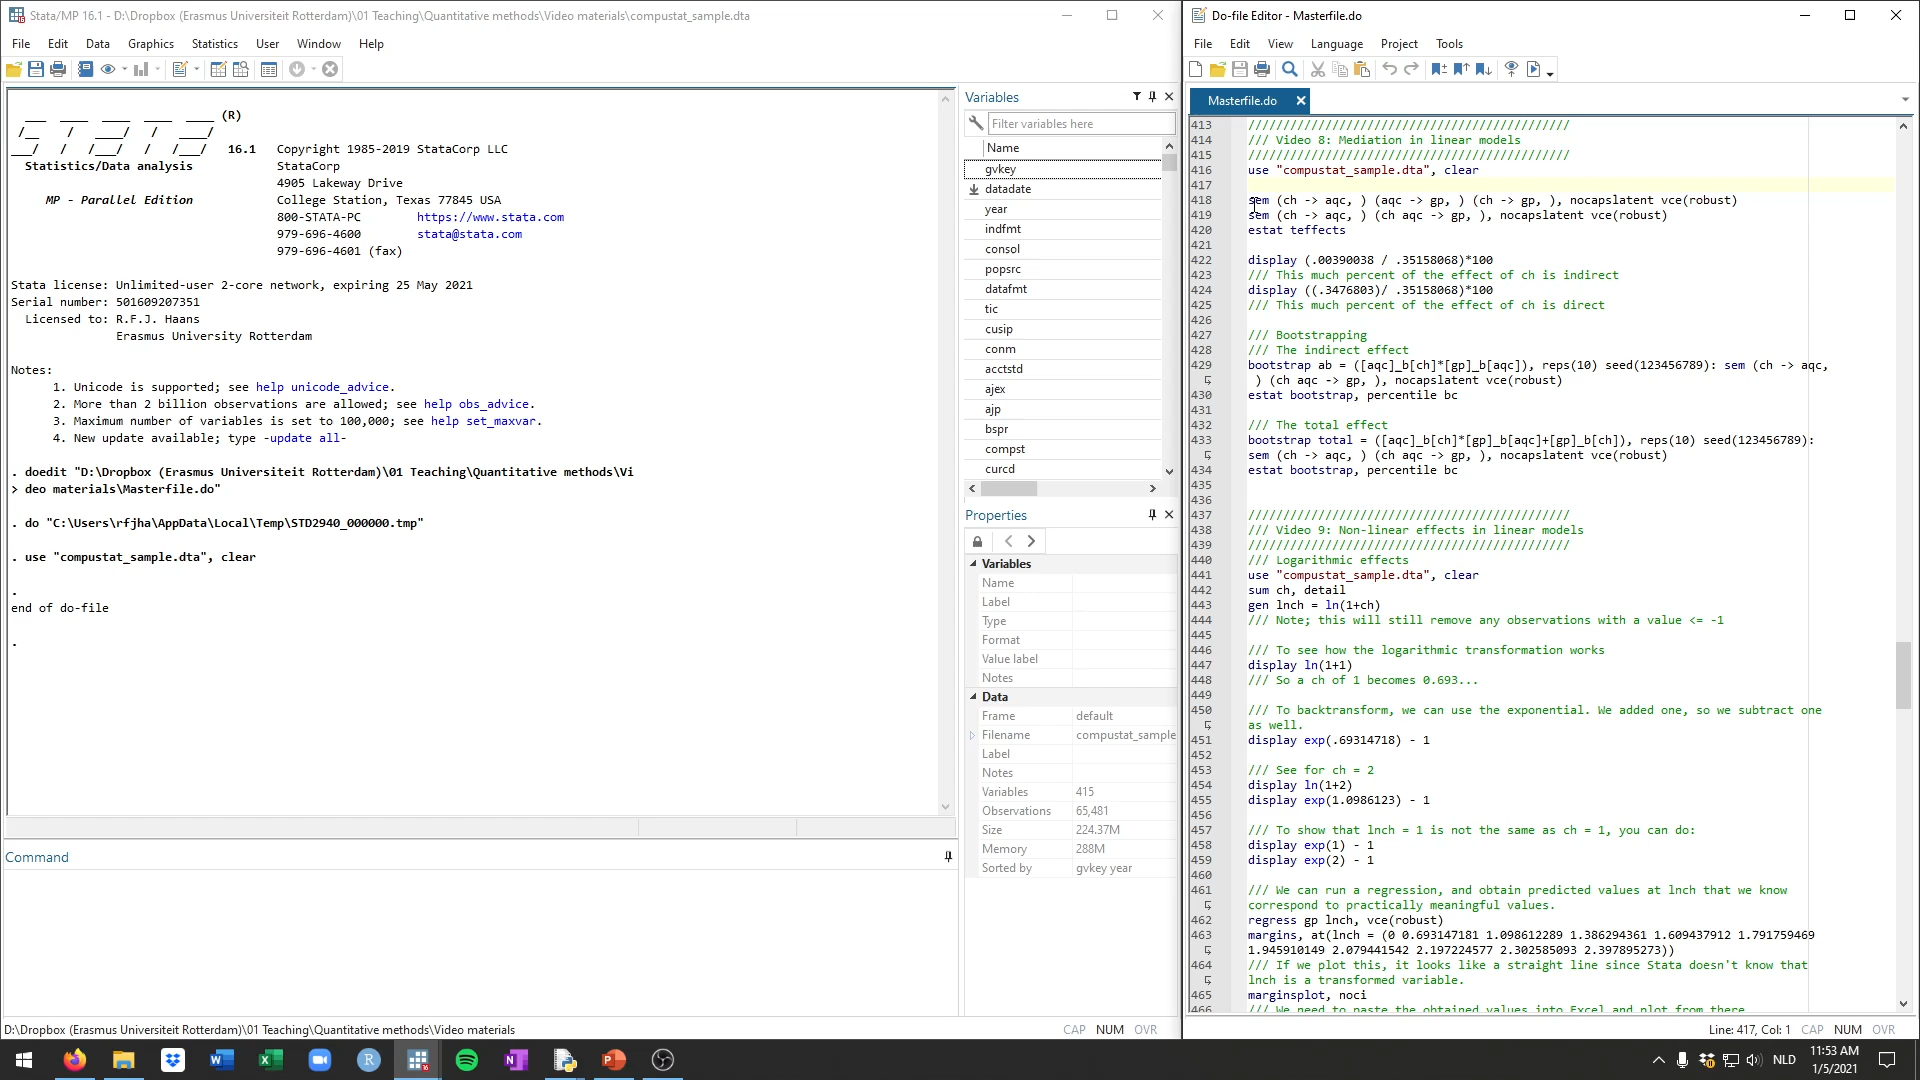 Stata/MP 16.1 - D:\Dropbox (Erasmus Universiteit Rotterdam)\01 Teaching\Quantitative methods\Video materials\compustat_sample.dta
File Edit Data Graphics Statistics User Window Help
(R)
16.1 Copyright 1985-2019 StataCorp LLC
Statistics/Data analysis StataCorp
4905 Lakeway Drive
MP - Parallel Edition College Station, Texas 77845 USA
800-STATA-PC https://www.stata.com
979-696-4600 stata@stata.com
979-696-4601 (fax)
Stata license: Unlimited-user 2-core network, expiring 25 May 2021
Serial number: 501609207351
Licensed to: R.F.J. Haans
Erasmus University Rotterdam
Notes:
1. Unicode is supported; see help unicode_advice.
2. More than 2 billion observations are allowed; see help obs_advice.
3. Maximum number of variables is set to 100,000; see help set_maxvar.
4. New update available; type -update all-
. doedit "D:\Dropbox (Erasmus Universiteit Rotterdam)\01 Teaching\Quantitative methods\Vi
> deo materials\Masterfile.do"
. do "C:\Users\rfjha\AppData\Local\Temp\STD2940_000000.tmp"
. use "compustat_sample.dta", clear
.
end of do-file
.
Command
D:\Dropbox (Erasmus Universiteit Rotterdam)\01 Teaching\Quantitative methods\Video materials
CAP NUM OVR
Variables
Filter variables here
Name
gvkey
datadate
year
indfmt
consol
popsrc
datafmt
tic
cusip
conm
acctstd
ajex
ajp
bspr
compst
curcd
Properties
Variables
Name
Label
Type
Format
Value label
Notes
Data
Frame default
Filename compustat_sample
Label
Notes
Variables 415
Observations 65,481
Size 224.37M
Memory 288M
Sorted by gvkey year
Do-file Editor - Masterfile.do
File Edit View Language Project Tools
Masterfile.do
413 //////////////////////////////////////////////
414 /// Video 8: Mediation in linear models
415 //////////////////////////////////////////////
416 use "compustat_sample.dta", clear
417
418 sem (ch -> aqc, ) (aqc -> gp, ) (ch -> gp, ), nocapslatent vce(robust)
419 sem (ch -> aqc, ) (ch aqc -> gp, ), nocapslatent vce(robust)
420 estat teffects
421
422 display (.00390038 / .35158068)*100
423 /// This much percent of the effect of ch is indirect
424 display ((.3476803)/ .35158068)*100
425 /// This much percent of the effect of ch is direct
426
427 /// Bootstrapping
428 /// The indirect effect
429 bootstrap ab = ([aqc]_b[ch]*[gp]_b[aqc]), reps(10) seed(123456789): sem (ch -> aqc,
) (ch aqc -> gp, ), nocapslatent vce(robust)
430 estat bootstrap, percentile bc
431
432 /// The total effect
433 bootstrap total = ([aqc]_b[ch]*[gp]_b[aqc]+[gp]_b[ch]), reps(10) seed(123456789):
sem (ch -> aqc, ) (ch aqc -> gp, ), nocapslatent vce(robust)
434 estat bootstrap, percentile bc
435
436
437 //////////////////////////////////////////////
438 /// Video 9: Non-linear effects in linear models
439 //////////////////////////////////////////////
440 /// Logarithmic effects
441 use "compustat_sample.dta", clear
442 sum ch, detail
443 gen lnch = ln(1+ch)
444 /// Note; this will still remove any observations with a value <= -1
445
446 /// To see how the logarithmic transformation works
447 display ln(1+1)
448 /// So a ch of 1 becomes 0.693...
449
450 /// To backtransform, we can use the exponential. We added one, so we subtract one
as well.
451 display exp(.69314718) - 1
452
453 /// See for ch = 2
454 display ln(1+2)
455 display exp(1.0986123) - 1
456
457 /// To show that lnch = 1 is not the same as ch = 1, you can do:
458 display exp(1) - 1
459 display exp(2) - 1
460
461 /// We can run a regression, and obtain predicted values at lnch that we know
correspond to practically meaningful values.
462 regress gp lnch, vce(robust)
463 margins, at(lnch = (0 0.693147181 1.098612289 1.386294361 1.609437912 1.791759469
1.945910149 2.079441542 2.197224577 2.302585093 2.397895273))
464 /// If we plot this, it looks like a straight line since Stata doesn't know that
lnch is a transformed variable.
465 marginsplot, noci
/// We need to paste the obtained values into Excel and plot from there
Line: 417, Col: 1 CAP NUM OVR
NLD
11:53 AM
1/5/2021